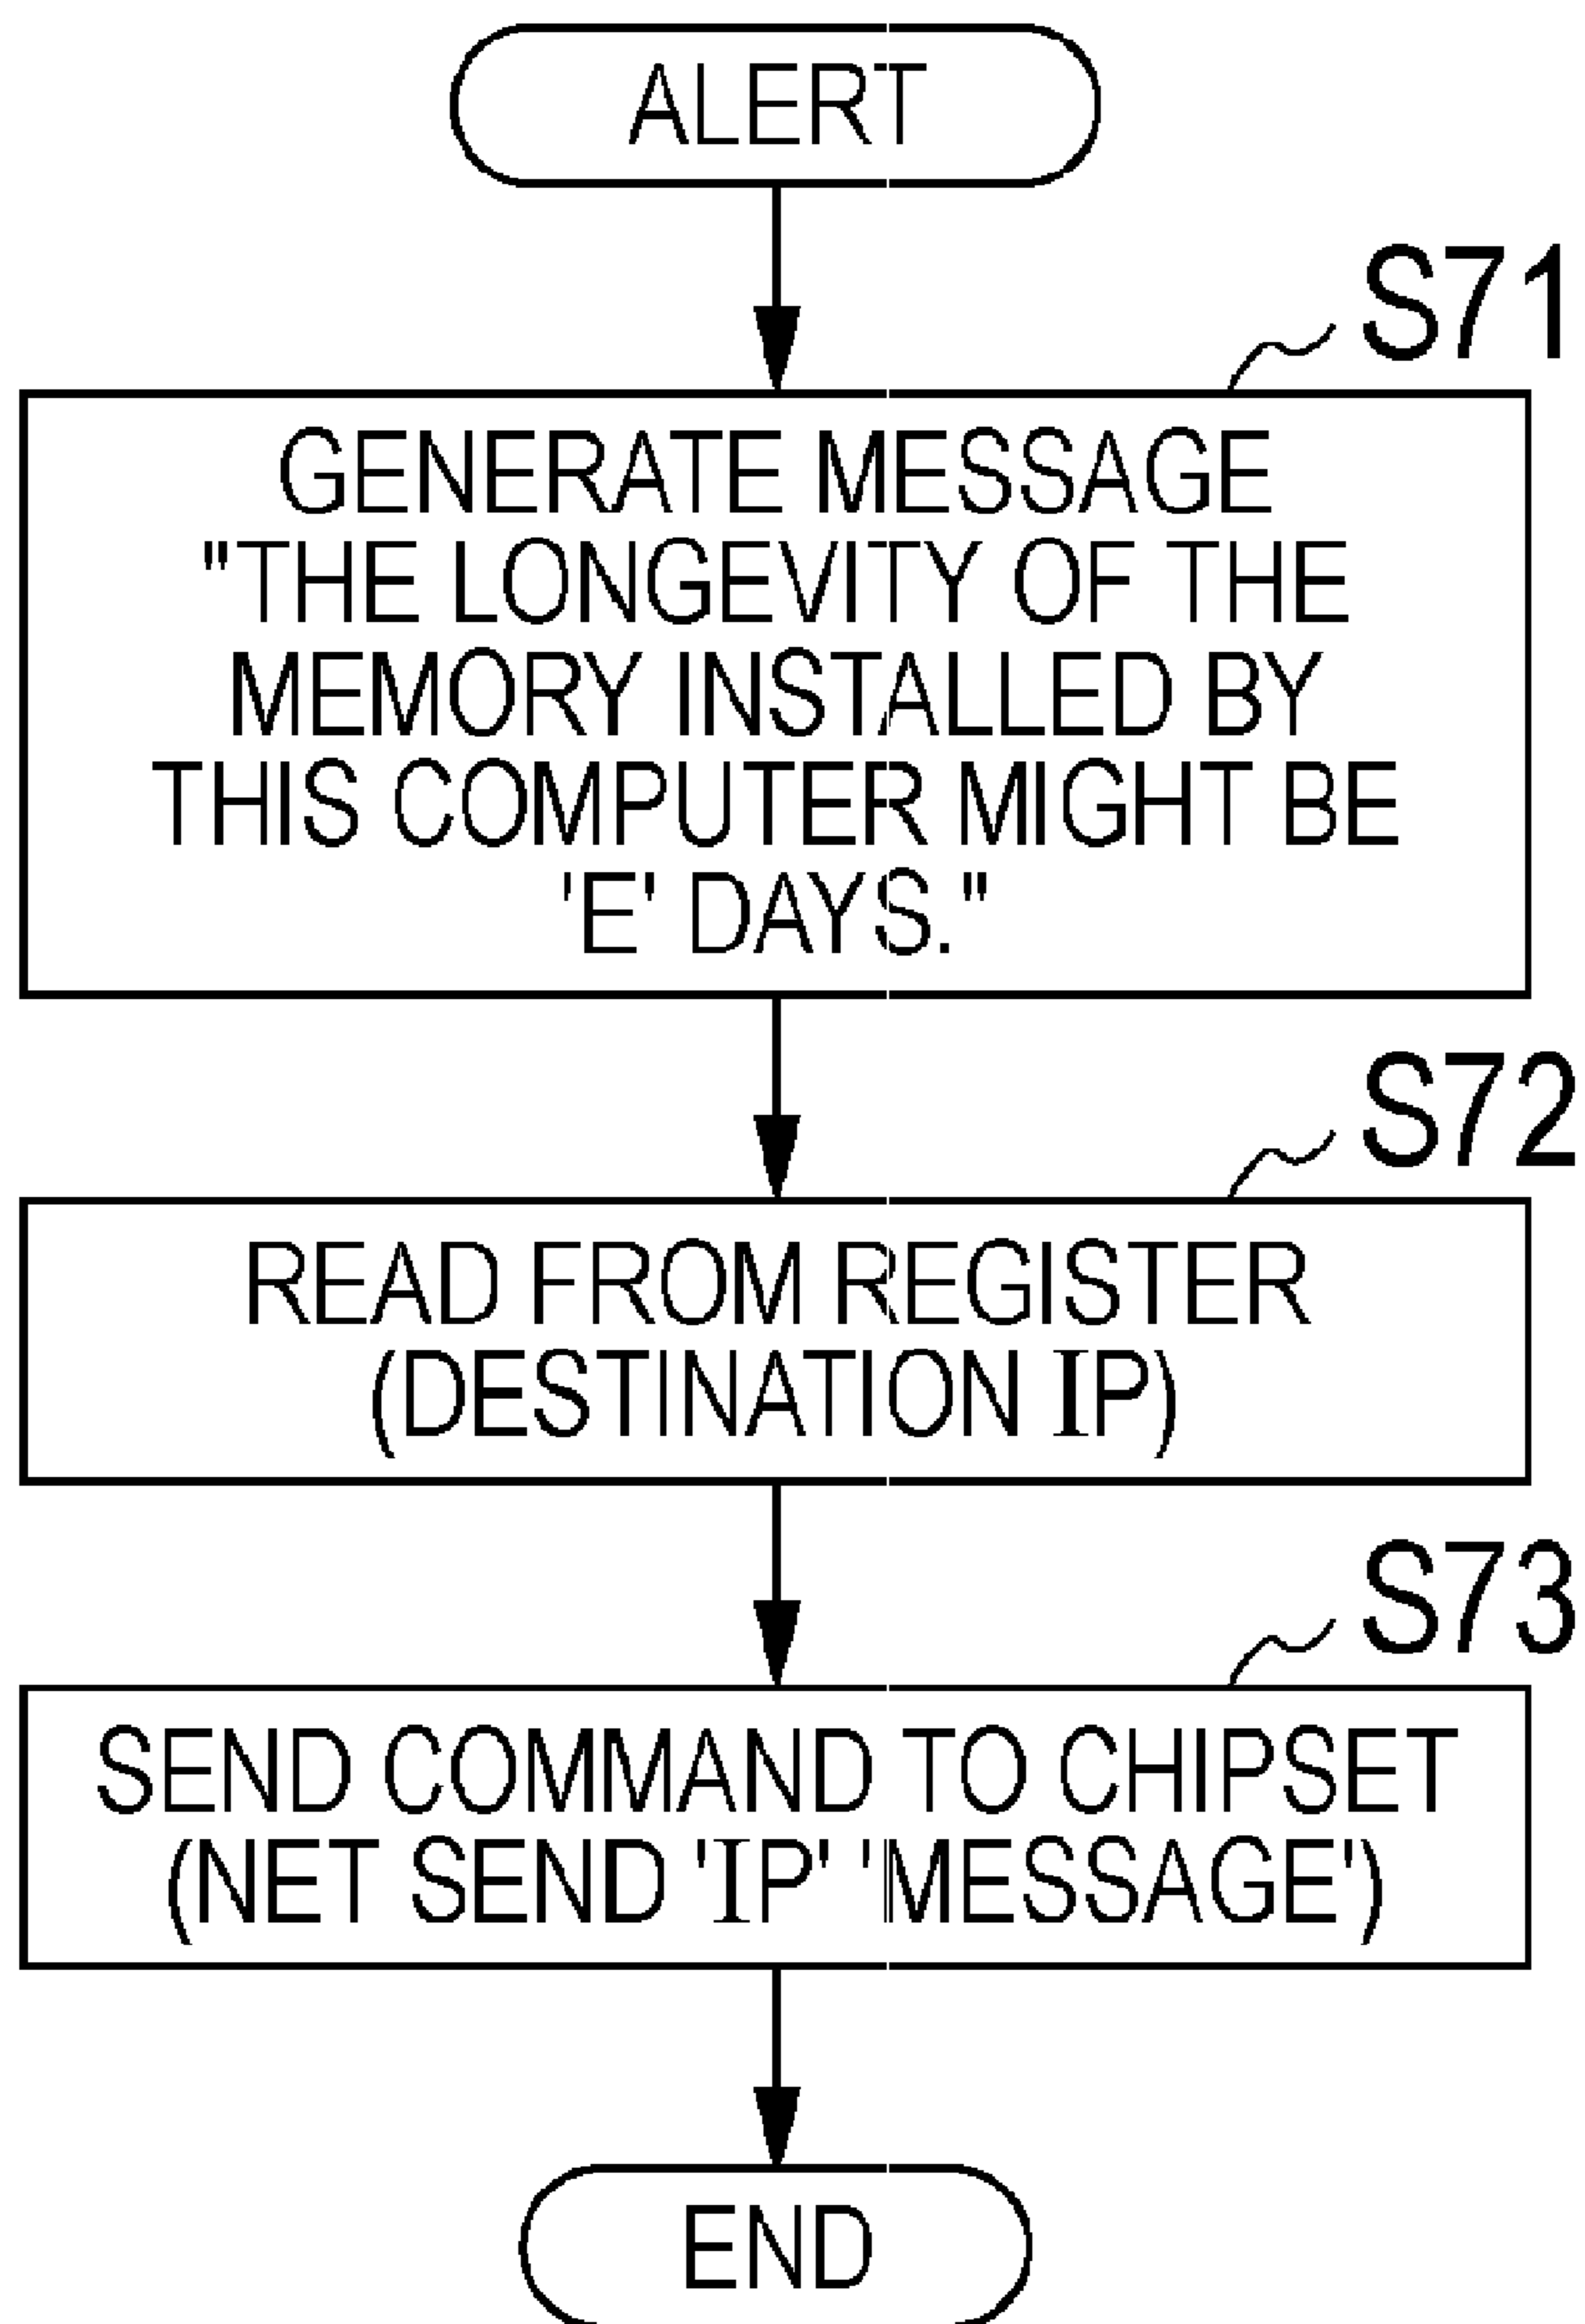 ALERT
S71
GENERATE MESSAGE
"THE LONGEVITY OF THE
MEMORY INSTALLED BY
THIS COMPUTER MIGHT BE
'E' DAYS."
S72
READ FROM REGISTER
(DESTINATION IP)
S73
SEND COMMAND TO CHIPSET
(NET SEND 'IP' 'MESSAGE')
END